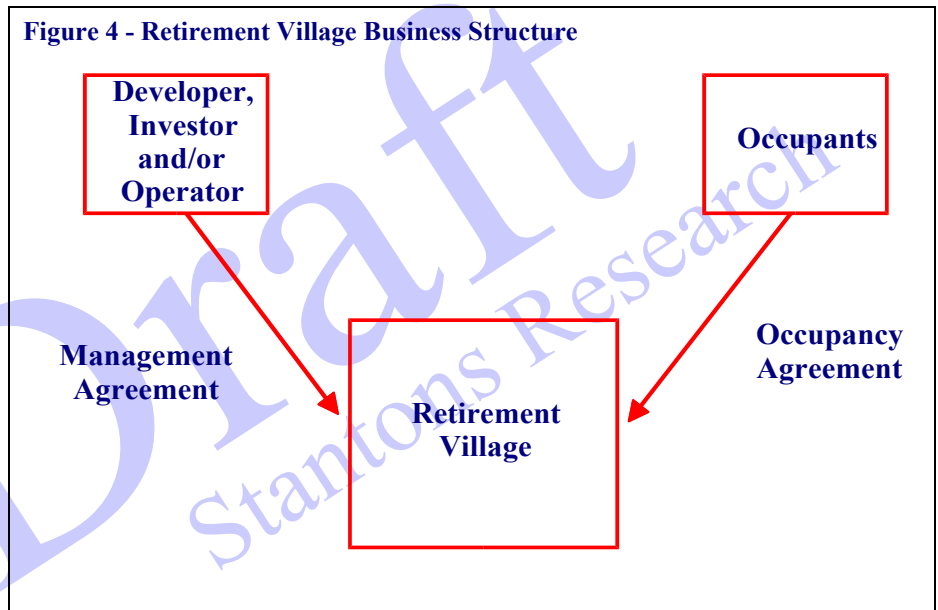 Figure 4 - Retirement Village Business Structure
Developer,
Investor
and/or
Operator
Occupants
Management
Agreement
Occupancy
Agreement
Retirement
Village
Draft
Stantons Research